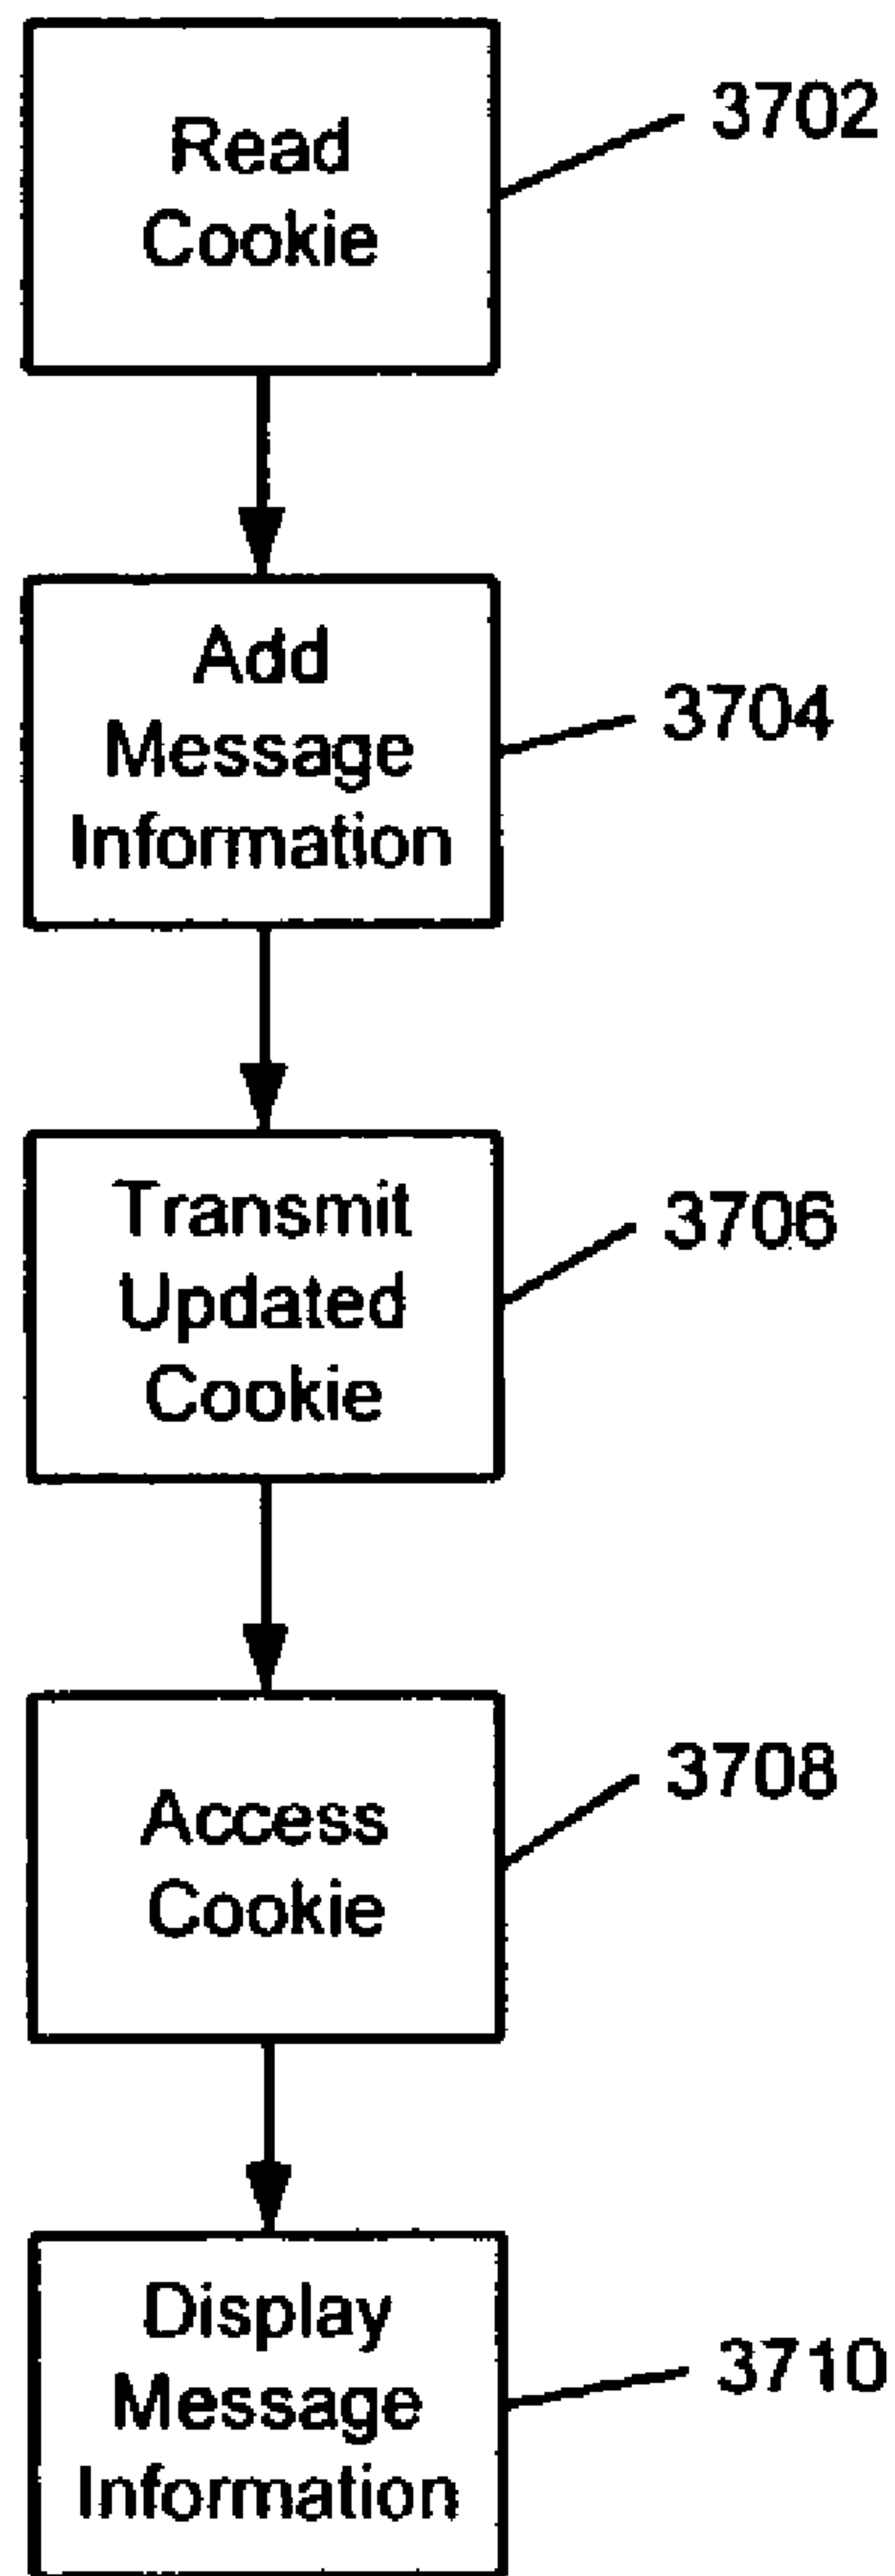 Read
Cookie
3702
Add
Message
Information
3704
Transmit
Updated
Cookie
3706
Access
Cookie
3708
Display
Message
Information
3710